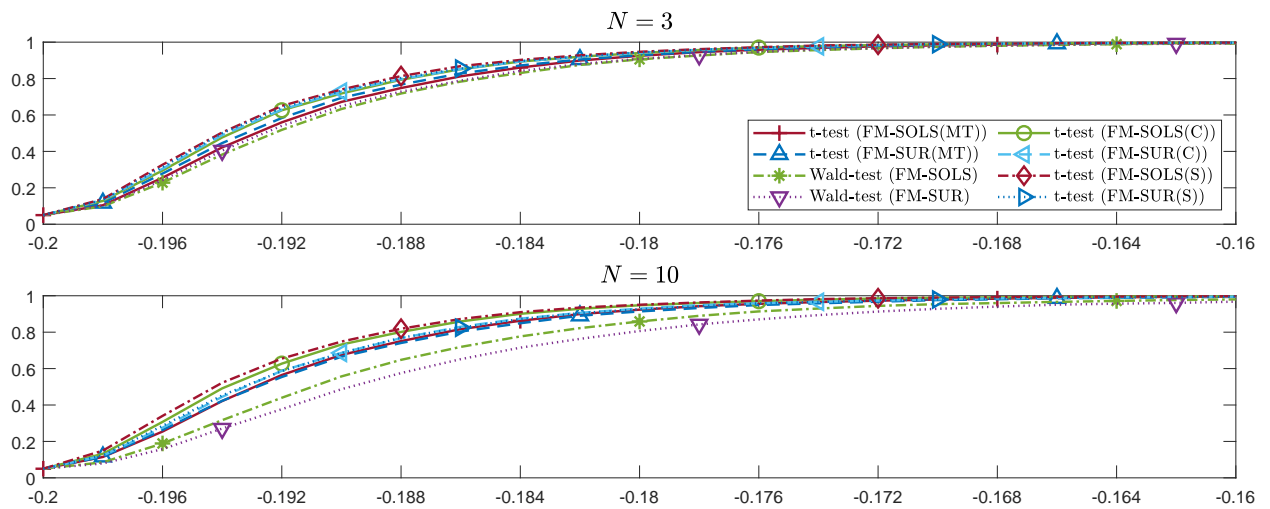 N = 3
1
0.8
0.6
0.4
0.2
0
-0.2 -0.196 -0.192 -0.188 -0.184 -0.18 -0.176 -0.172 -0.168 -0.164 -0.16
t-test (FM-SOLS(MT)) t-test (FM-SOLS(C))
t-test (FM-SUR(MT)) t-test (FM-SUR(C))
Wald-test (FM-SOLS) t-test (FM-SOLS(S))
Wald-test (FM-SUR) t-test (FM-SUR(S))
N = 10
1
0.8
0.6
0.4
0.2
0
-0.2 -0.196 -0.192 -0.188 -0.184 -0.18 -0.176 -0.172 -0.168 -0.164 -0.16